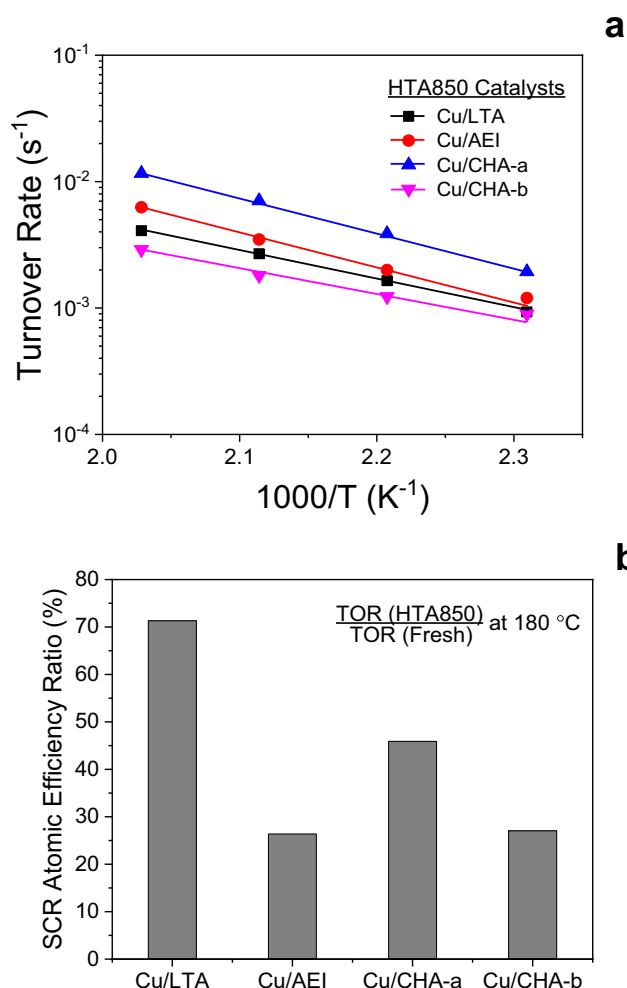 a
10⁻¹
10⁻²
10⁻³
10⁻⁴
Turnover Rate (s⁻¹)
HTA850 Catalysts
Cu/LTA
Cu/AEI
Cu/CHA-a
Cu/CHA-b
2.0 2.1 2.2 2.3
1000/T (K⁻¹)
b
80
70
60
50
40
30
20
10
0
SCR Atomic Efficiency Ratio (%)
TOR (HTA850)
TOR (Fresh)
at 180 °C
Cu/LTA Cu/AEI Cu/CHA-a Cu/CHA-b